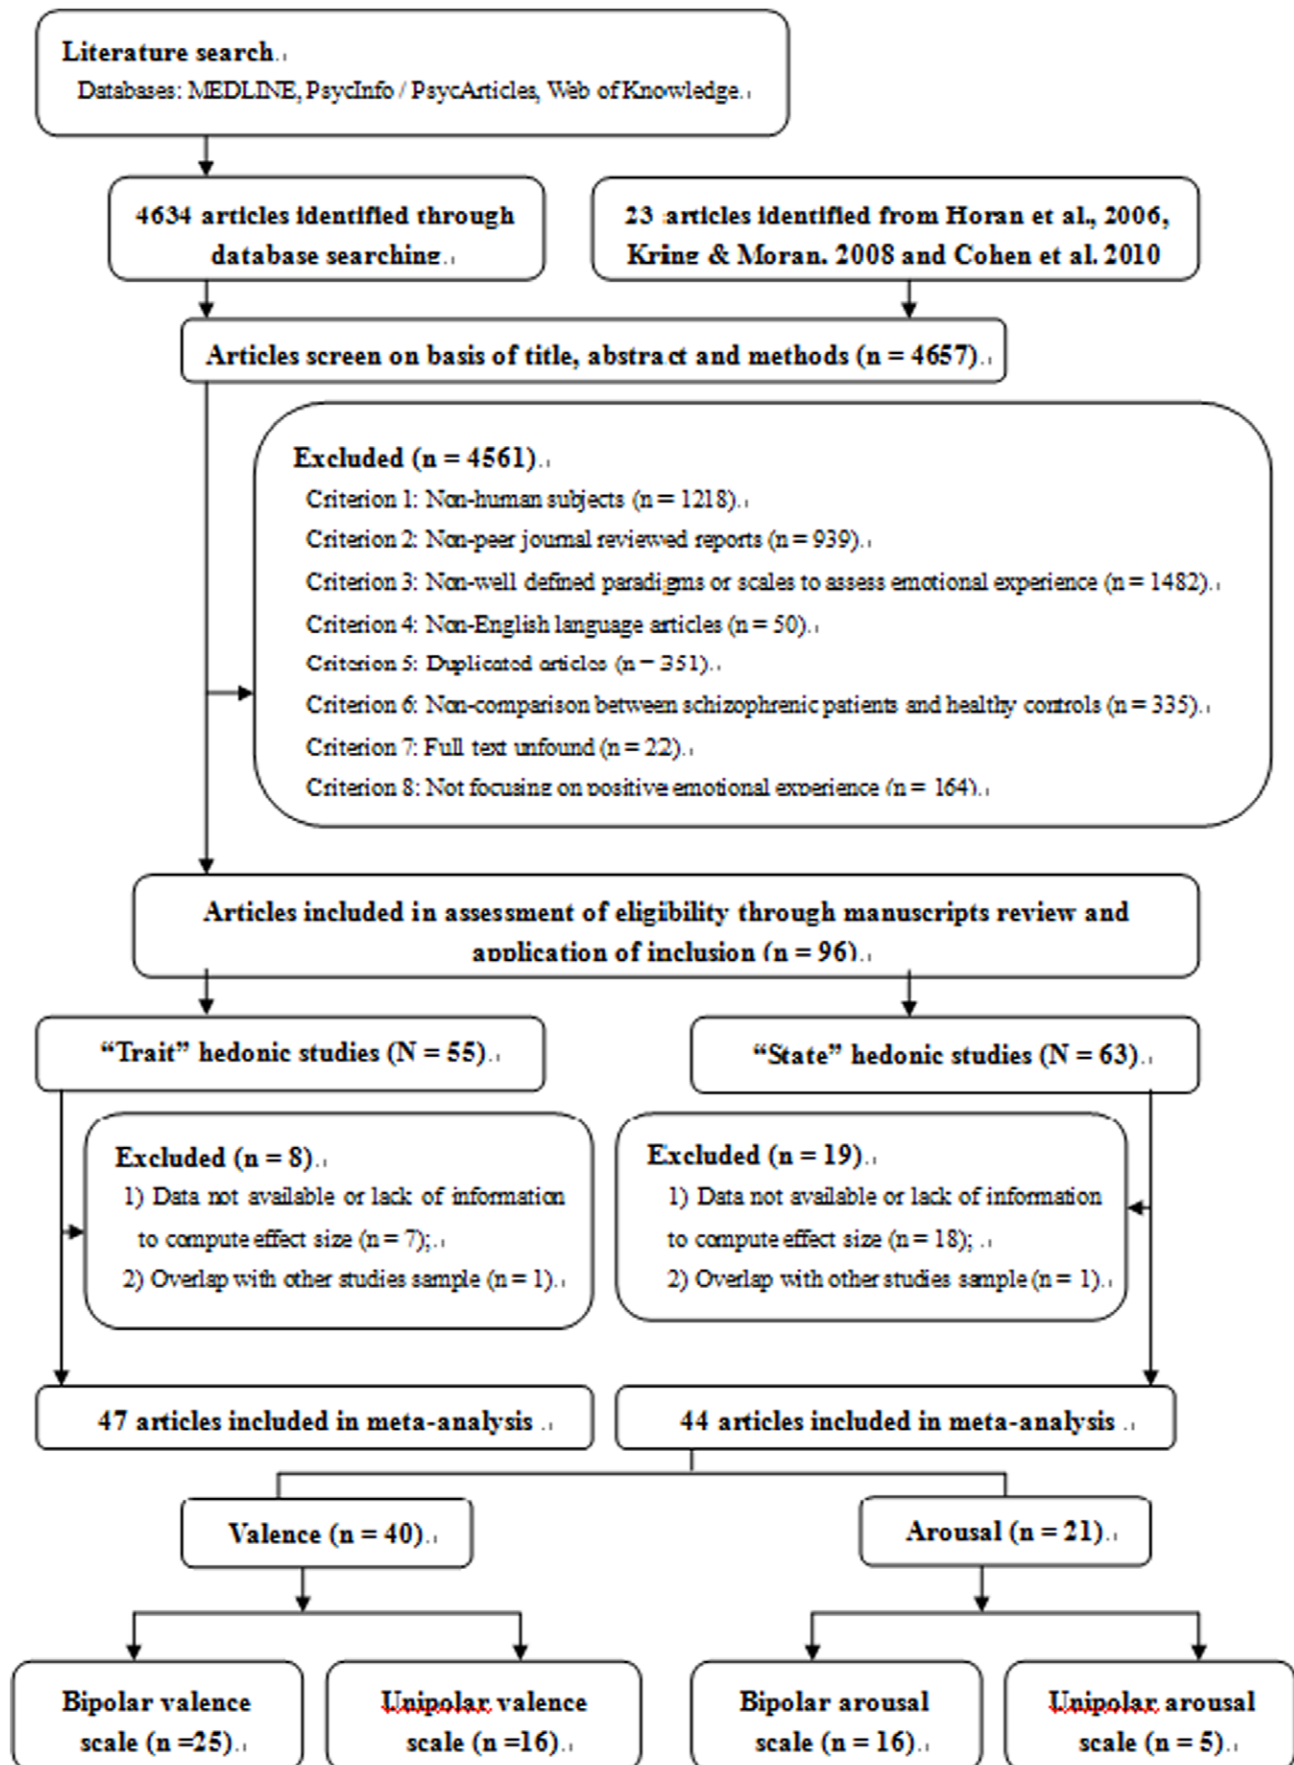 Literature search.
Databases: MEDLINE, PsycInfo / PsycArticles, Web of Knowledge.
4634 articles identified through
database searching.
23 articles identified from Horan et al., 2006,
Kring & Moran. 2008 and Cohen et al. 2010
Articles screen on basis of title, abstract and methods (n = 4657).
Excluded (n = 4561).
Criterion 1: Non-human subjects (n = 1218).
Criterion 2: Non-peer journal reviewed reports (n = 939).
Criterion 3: Non-well defined paradigms or scales to assess emotional experience (n = 1482).
Criterion 4: Non-English language articles (n = 50).
Criterion 5: Duplicated articles (n = 351).
Criterion 6: Non-comparison between schizophrenic patients and healthy controls (n = 335).
Criterion 7: Full text unfound (n = 22).
Criterion 8: Not focusing on positive emotional experience (n = 164).
Articles included in assessment of eligibility through manuscripts review and
application of inclusion (n = 96).
“Trait” hedonic studies (N = 55).
“State” hedonic studies (N = 63).
Excluded (n = 8).
1) Data not available or lack of information
to compute effect size (n = 7);.
2) Overlap with other studies sample (n = 1).
Excluded (n = 19).
1) Data not available or lack of information
to compute effect size (n = 18); .
2) Overlap with other studies sample (n = 1).
47 articles included in meta-analysis .
44 articles included in meta-analysis .
Valence (n = 40).
Arousal (n = 21).
Bipolar valence
scale (n =25).
Unipolar valence
scale (n =16).
Bipolar arousal
scale (n = 16).
Unipolar arousal
scale (n = 5).